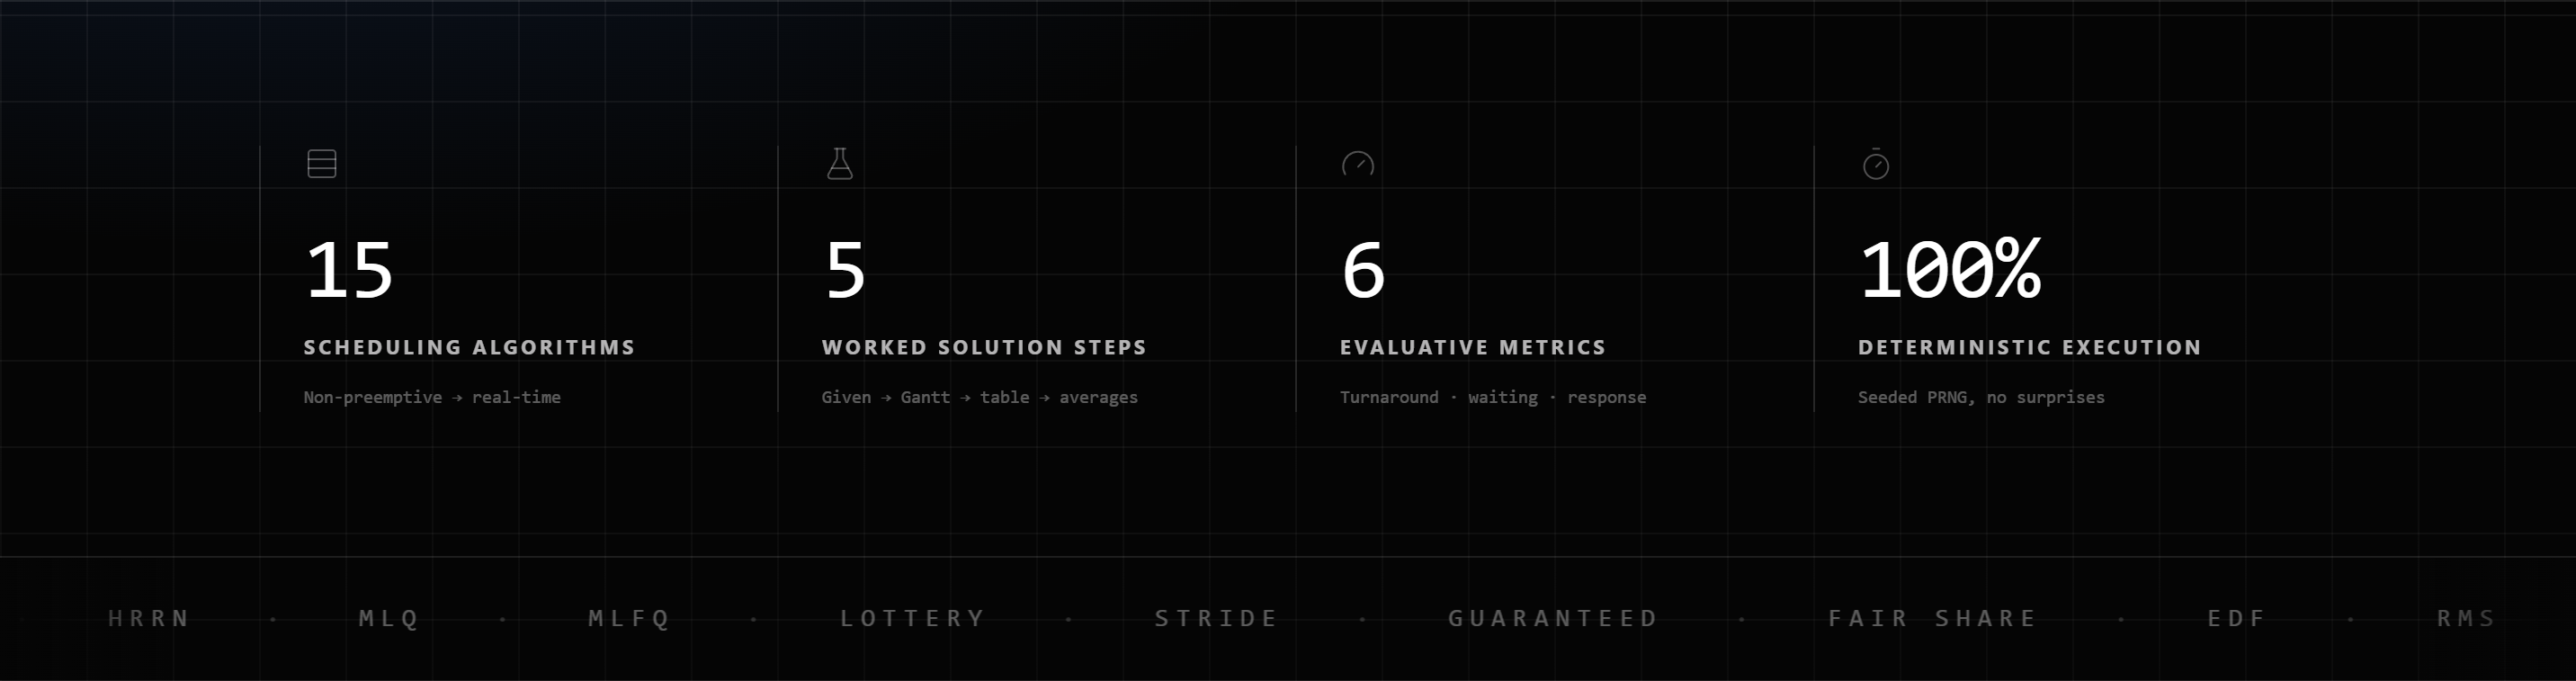 15
SCHEDULING ALGORITHMS
Non-preemptive → real-time
5
WORKED SOLUTION STEPS
Given → Gantt → table → averages
6
EVALUATIVE METRICS
Turnaround · waiting · response
100%
DETERMINISTIC EXECUTION
Seeded PRNG, no surprises
HRRN · MLQ · MLFQ · LOTTERY · STRIDE · GUARANTEED · FAIR SHARE · EDF · RMS